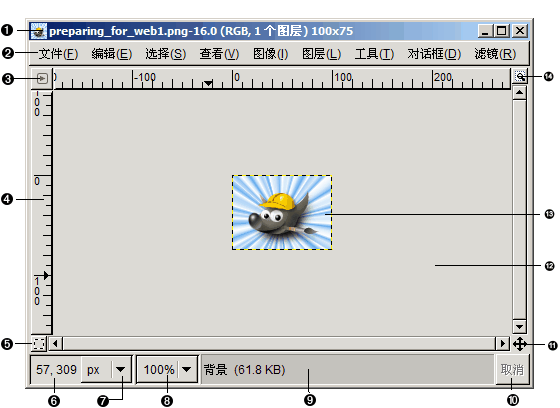 ❶ preparing_for_web1.png-16.0 (RGB, 1 个图层) 100x75
❷ 文件(F) 编辑(E) 选择(S) 查看(V) 图像(I) 图层(L) 工具(T) 对话框(D) 滤镜(R)
❸ 0 -100 0 100 200 ⓮
100
❹ 0
⓭
⓬
100
❺ ⓫
57, 309 px 100% 背景 (61.8 KB) 取消
❻ ❼ ❽ ❾ ❿